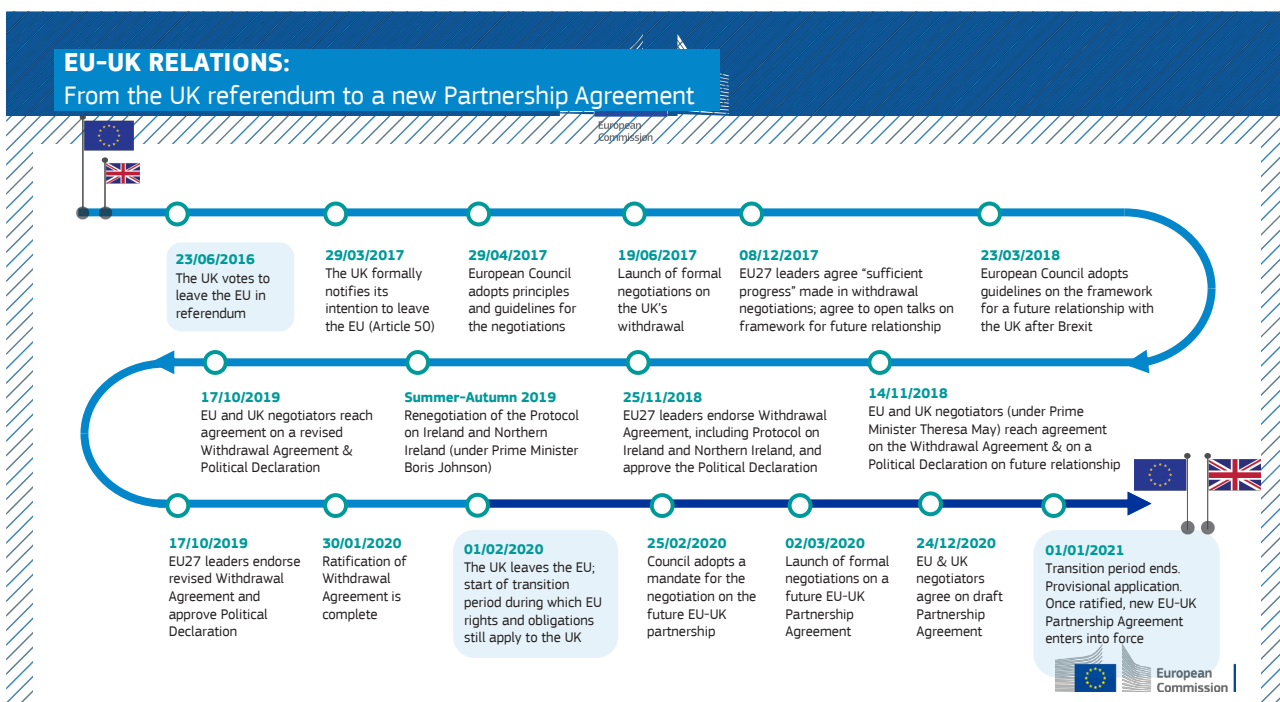 EU-UK RELATIONS:
From the UK referendum to a new Partnership Agreement
European
Commission
23/06/2016
The UK votes to
leave the EU in
referendum
29/03/2017
The UK formally
notifies its
intention to leave
the EU (Article 50)
29/04/2017
European Council
adopts principles
and guidelines for
the negotiations
19/06/2017
Launch of formal
negotiations on
the UK's
withdrawal
08/12/2017
EU27 leaders agree “sufficient
progress” made in withdrawal
negotiations; agree to open talks on
framework for future relationship
23/03/2018
European Council adopts
guidelines on the framework
for a future relationship with
the UK after Brexit
14/11/2018
EU and UK negotiators (under Prime
Minister Theresa May) reach agreement
on the Withdrawal Agreement & on a
Political Declaration on future relationship
25/11/2018
EU27 leaders endorse Withdrawal
Agreement, including Protocol on
Ireland and Northern Ireland, and
approve the Political Declaration
Summer-Autumn 2019
Renegotiation of the Protocol
on Ireland and Northern
Ireland (under Prime Minister
Boris Johnson)
17/10/2019
EU and UK negotiators reach
agreement on a revised
Withdrawal Agreement &
Political Declaration
17/10/2019
EU27 leaders endorse
revised Withdrawal
Agreement and
approve Political
Declaration
30/01/2020
Ratification of
Withdrawal
Agreement is
complete
01/02/2020
The UK leaves the EU;
start of transition
period during which EU
rights and obligations
still apply to the UK
25/02/2020
Council adopts a
mandate for the
negotiation on the
future EU-UK
partnership
02/03/2020
Launch of formal
negotiations on a
future EU-UK
Partnership
Agreement
24/12/2020
EU & UK
negotiators
agree on draft
Partnership
Agreement
01/01/2021
Transition period ends.
Provisional application.
Once ratified, new EU-UK
Partnership Agreement
enters into force
European
Commission